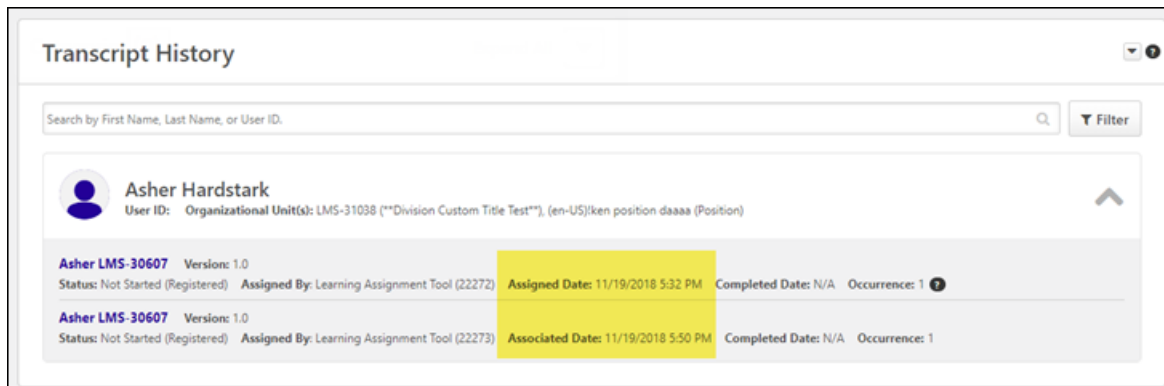 Transcript History
Search by First Name, Last Name, or User ID.
Filter
Asher Hardstark
User ID: Organizational Unit(s): LMS-31038 (**Division Custom Title Test**), (en-US)!ken position daaaa (Position)
Asher LMS-30607 Version: 1.0
Status: Not Started (Registered) Assigned By: Learning Assignment Tool (22272) Assigned Date: 11/19/2018 5:32 PM Completed Date: N/A Occurrence: 1 ?
Asher LMS-30607 Version: 1.0
Status: Not Started (Registered) Assigned By: Learning Assignment Tool (22273) Associated Date: 11/19/2018 5:50 PM Completed Date: N/A Occurrence: 1